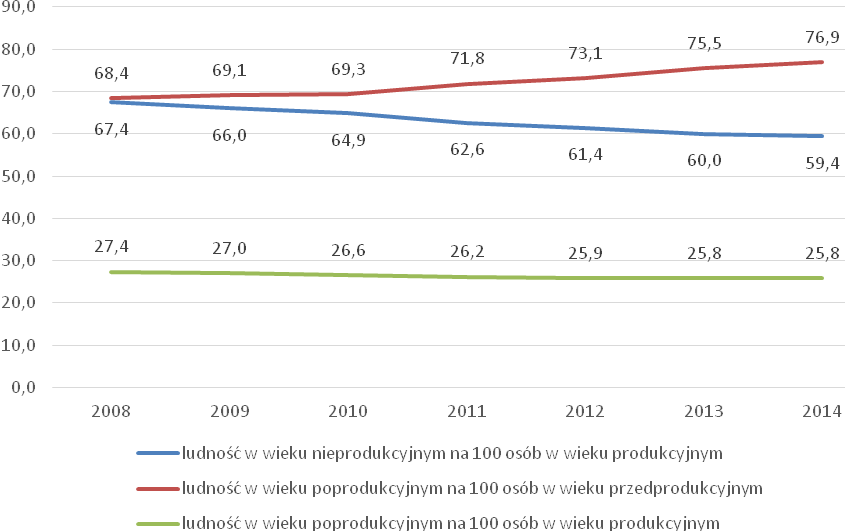 90,0
80,0
70,0
60,0
50,0
40,0
30,0
20,0
10,0
0,0
68,4 69,1 69,3 71,8 73,1 75,5 76,9
67,4 66,0 64,9 62,6 61,4 60,0 59,4
27,4 27,0 26,6 26,2 25,9 25,8 25,8
2008 2009 2010 2011 2012 2013 2014
ludność w wieku nieprodukcyjnym na 100 osób w wieku produkcyjnym
ludność w wieku poprodukcyjnym na 100 osób w wieku przedprodukcyjnym
ludność w wieku poprodukcyjnym na 100 osób w wieku produkcyjnym